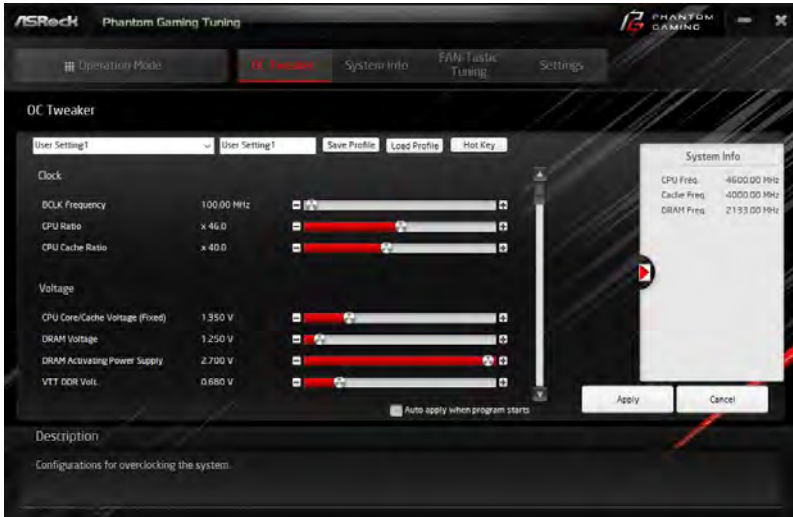 ASRock Phantom Gaming Tuning
PHANTOM
GAMING
Operation Mode
OC Tweaker
System Info
FAN-Tastic
Tuning
Settings
OC Tweaker
User Setting1
User Setting1
Save Profile
Load Profile
Hot Key
Clock
BCLK Frequency 100.00 MHz
CPU Ratio x 46.0
CPU Cache Ratio x 40.0
Voltage
CPU Core/Cache Voltage (Fixed) 1.350 V
DRAM Voltage 1.250 V
DRAM Activating Power Supply 2.700 V
VTT DDR Volt. 0.680 V
Auto apply when program starts
System Info
CPU Freq. 4600.00 MHz
Cache Freq. 4000.00 MHz
DRAM Freq. 2133.00 MHz
Apply
Cancel
Description
Configurations for overclocking the system.